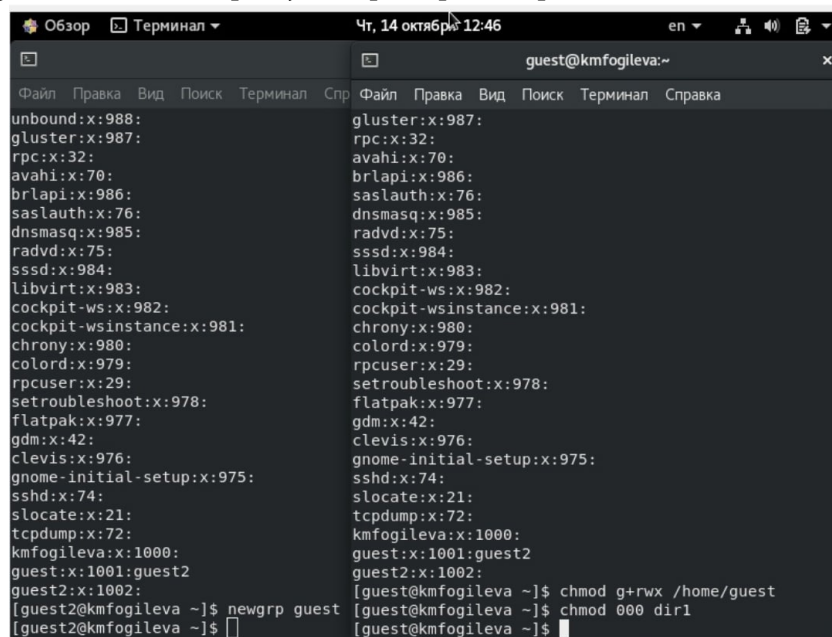 Обзор Терминал Чт, 14 октября 12:46 en
Файл Правка Вид Поиск Терминал
unbound:x:988:
gluster:x:987:
rpc:x:32:
avahi:x:70:
brlapi:x:986:
saslauth:x:76:
dnsmasq:x:985:
radvd:x:75:
sssd:x:984:
libvirt:x:983:
cockpit-ws:x:982:
cockpit-wsinstance:x:981:
chrony:x:980:
colord:x:979:
rpcuser:x:29:
setroubleshoot:x:978:
flatpak:x:977:
gdm:x:42:
clevis:x:976:
gnome-initial-setup:x:975:
sshd:x:74:
slocate:x:21:
tcpdump:x:72:
kmfogileva:x:1000:
guest:x:1001:guest2
guest2:x:1002:
[guest2@kmfogileva ~]$ newgrp guest
[guest2@kmfogileva ~]$
guest@kmfogileva:~
Файл Правка Вид Поиск Терминал Справка
gluster:x:987:
rpc:x:32:
avahi:x:70:
brlapi:x:986:
saslauth:x:76:
dnsmasq:x:985:
radvd:x:75:
sssd:x:984:
libvirt:x:983:
cockpit-ws:x:982:
cockpit-wsinstance:x:981:
chrony:x:980:
colord:x:979:
rpcuser:x:29:
setroubleshoot:x:978:
flatpak:x:977:
gdm:x:42:
clevis:x:976:
gnome-initial-setup:x:975:
sshd:x:74:
slocate:x:21:
tcpdump:x:72:
kmfogileva:x:1000:
guest:x:1001:guest2
guest2:x:1002:
[guest@kmfogileva ~]$ chmod g+rwx /home/guest
[guest@kmfogileva ~]$ chmod 000 dir1
[guest@kmfogileva ~]$